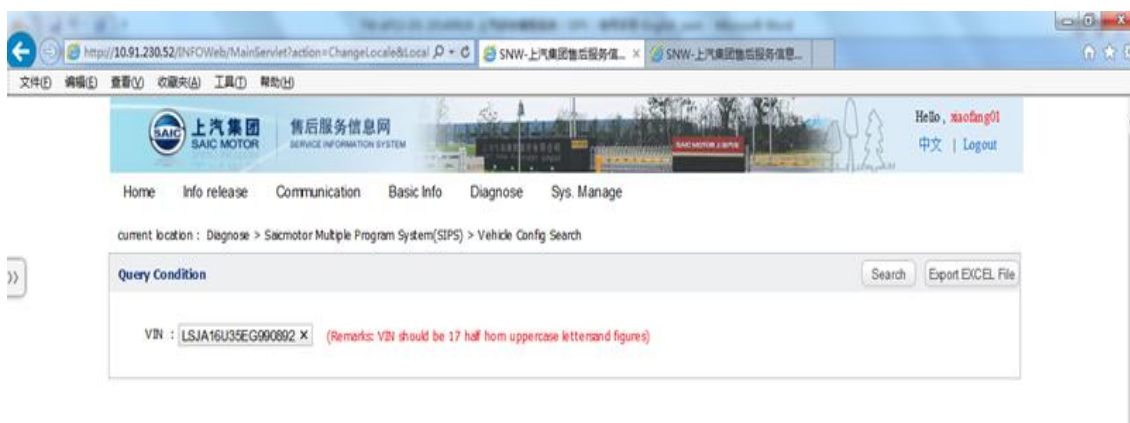 http://10.91.230.52/INFOWeb/MainServlet?action=ChangeLocale&Local
SNW-上汽集团售后服务信... ×
SNW-上汽集团售后服务信息...
文件(F) 编辑(E) 查看(V) 收藏夹(A) 工具(T) 帮助(H)
SAIC 上汽集团 SAIC MOTOR
售后服务信息网
SERVICE INFORMATION SYSTEM
Hello , xiaofang01
中文 | Logout
Home Info release Communication Basic Info Diagnose Sys. Manage
current location : Diagnose > Saicmotor Multiple Program System(SIPS) > Vehicle Config Search
Query Condition Search Export EXCEL File
VIN : LSJA16U35EG990892 × (Remarks: VIN should be 17 half horn uppercase lettersand figures)